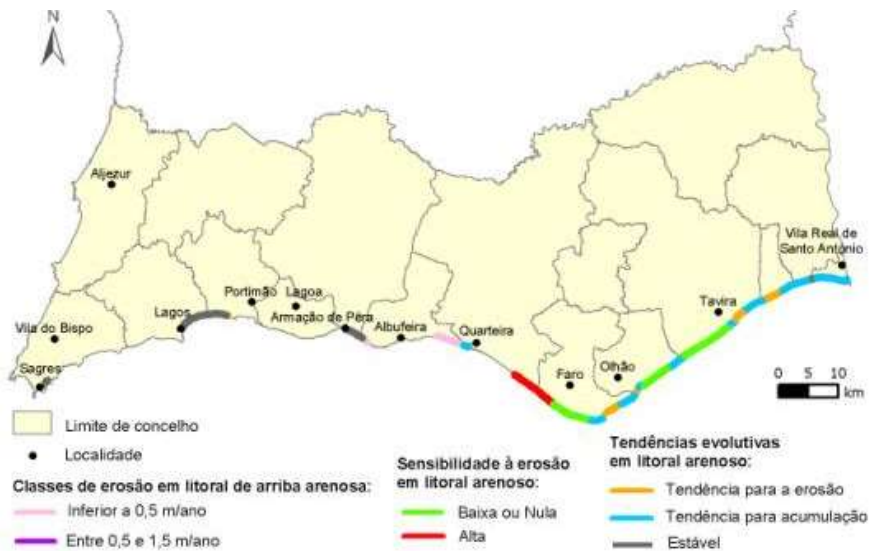 N
Aljezur
Vila Real de
Santo António
Portimão
Lagoa
Tavira
Lagos
Armação de Pêra
Vila do Bispo
Albufeira
Quarteira
Sagres
Faro
Olhão
0 5 10
km
Limite de concelho
Localidade
Classes de erosão em litoral de arriba arenosa:
Inferior a 0,5 m/ano
Entre 0,5 e 1,5 m/ano
Sensibilidade à erosão
em litoral arenoso:
Baixa ou Nula
Alta
Tendências evolutivas
em litoral arenoso:
Tendência para a erosão
Tendência para acumulação
Estável